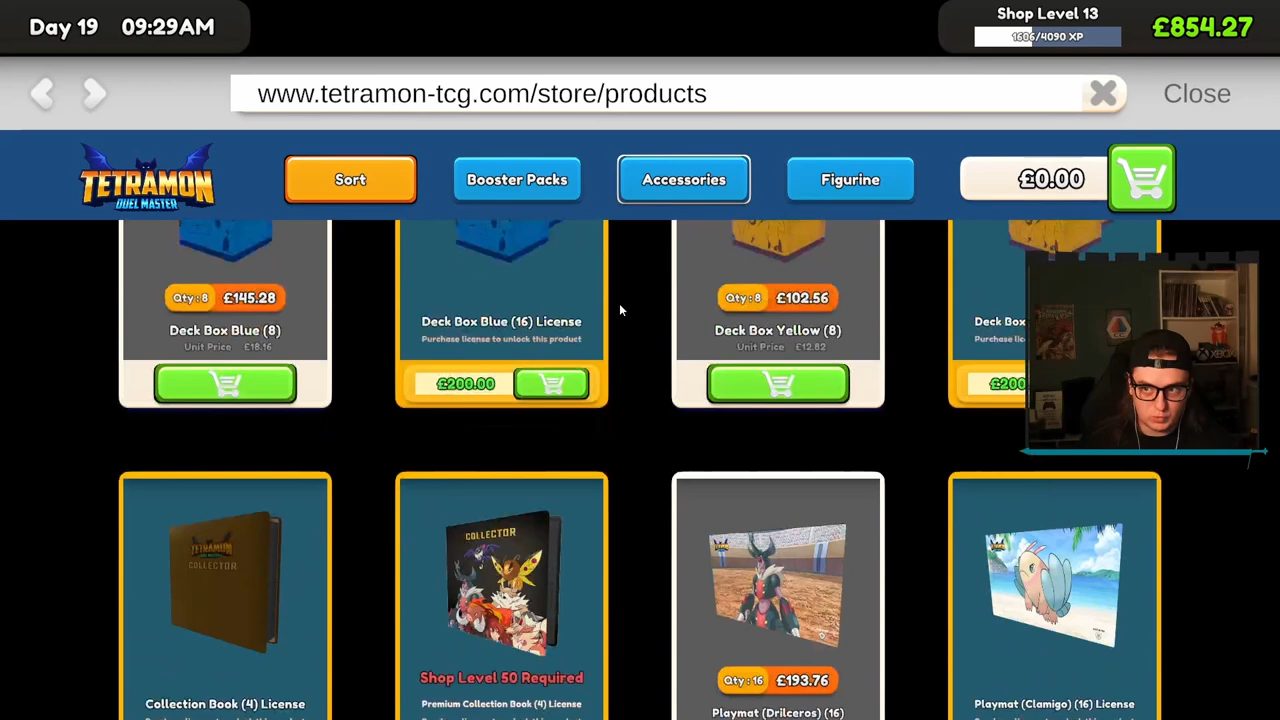 Day 19 09:29AM
Shop Level 13
1606/4090 XP
£854.27
www.tetramon-tcg.com/store/products
Close
TETRAMON
DUEL MASTER
Sort
Booster Packs
Accessories
Figurine
£0.00
Qty: 8 £145.28
Deck Box Blue (8)
Unit Price £18.16
Deck Box Blue (16) License
Purchase license to unlock this product
£200.00
Qty: 8 £102.56
Deck Box Yellow (8)
Unit Price £12.82
Deck Box
Purchase lice
£200
XBOX
TETRAMON
COLLECTOR
Collection Book (4) License
COLLECTOR
Shop Level 50 Required
Premium Collection Book (4) License
Qty: 16 £193.76
Playmat (Drilceros) (16)
Playmat (Clamigo) (16) License